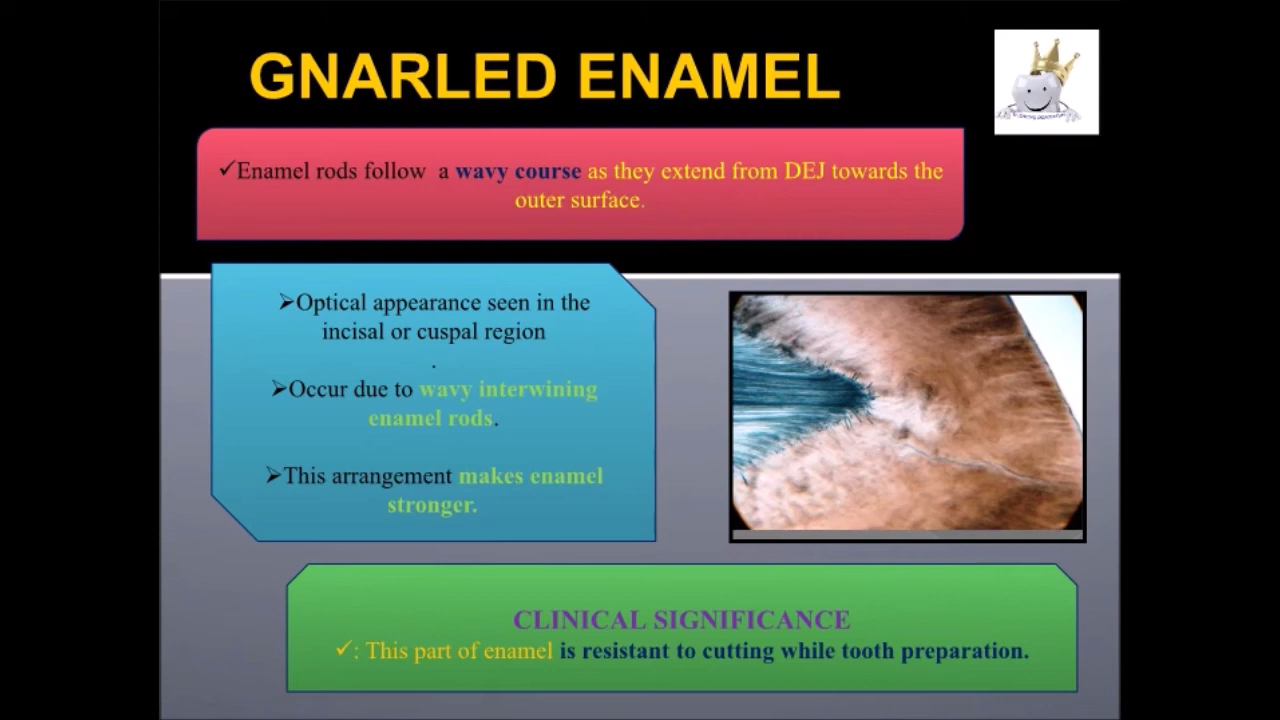 GNARLED ENAMEL
✓Enamel rods follow a wavy course as they extend from DEJ towards the
outer surface.
➢Optical appearance seen in the
incisal or cuspal region
.
➢Occur due to wavy interwining
enamel rods.
➢This arrangement makes enamel
stronger.
CLINICAL SIGNIFICANCE
✓: This part of enamel is resistant to cutting while tooth preparation.